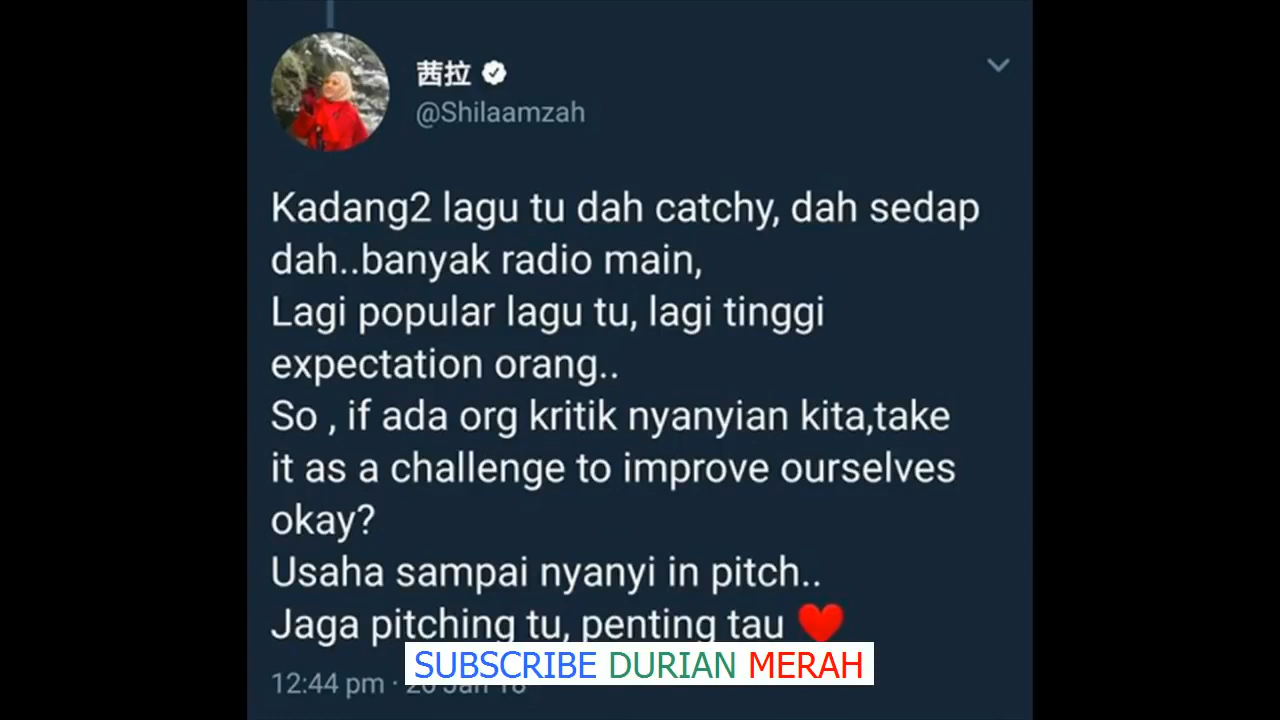 茜拉
@Shilaamzah
Kadang2 lagu tu dah catchy, dah sedap
dah..banyak radio main,
Lagi popular lagu tu, lagi tinggi
expectation orang..
So , if ada org kritik nyanyian kita,take
it as a challenge to improve ourselves
okay?
Usaha sampai nyanyi in pitch..
Jaga pitching tu, penting tau ❤️
SUBSCRIBE DURIAN MERAH
12:44 pm ·